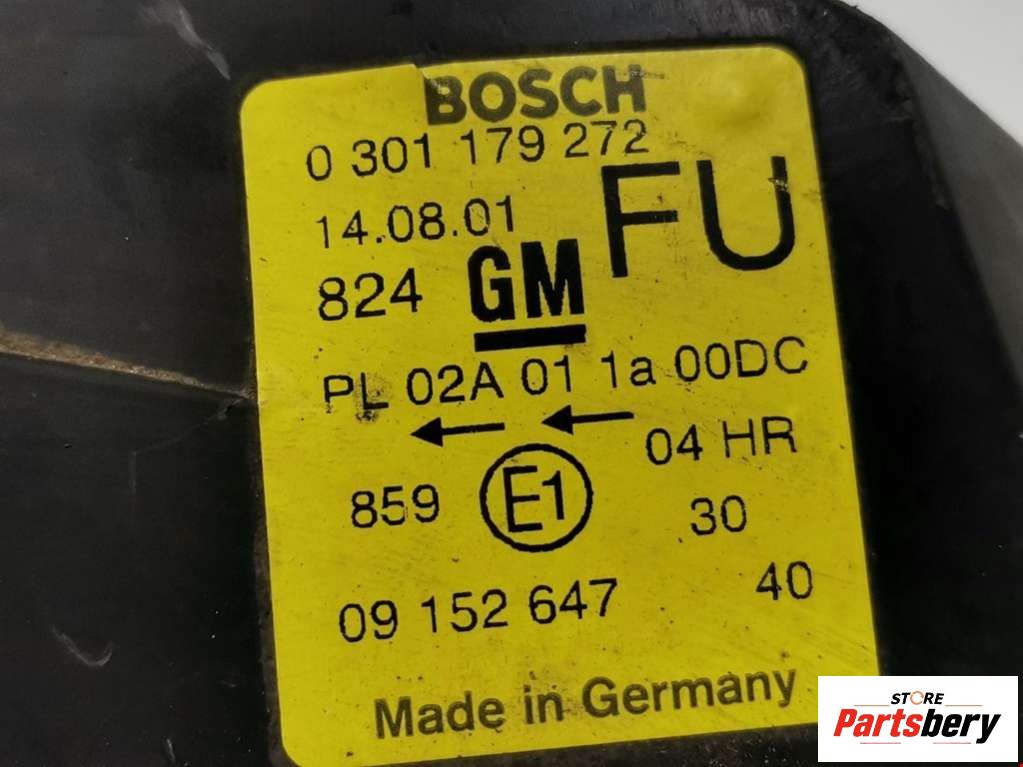 BOSCH
0 301 179 272
FU
14.08.01
824 GM
PL 02A 01 1a 00DC
04 HR
859 E1 30
09 152 647 40
Made in Germany
STORE
Partsbery